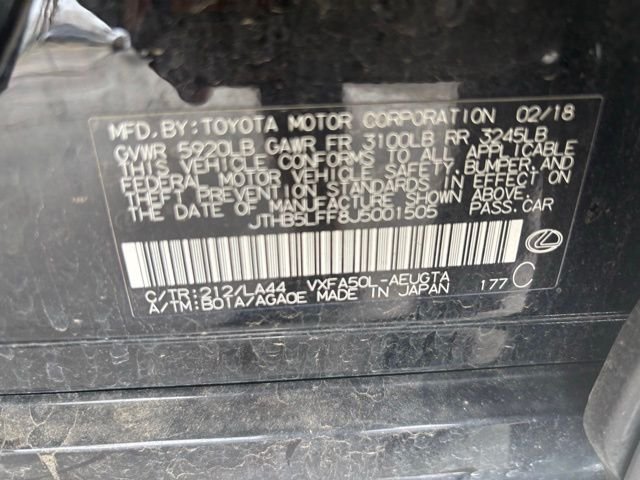 MFD.BY:TOYOTA MOTOR CORPORATION 02/18
GVWR 5920LB GAWR FR 3100LB RR 3245LB
THIS VEHICLE CONFORMS TO ALL APPLICABLE
FEDERAL MOTOR VEHICLE SAFETY,BUMPER,AND
THEFT PREVENTION STANDARDS IN EFFECT ON
THE DATE OF MANUFACTURE SHOWN ABOVE.
JTHB5LFF8J5001505 PASS.CAR
C/TR:212/LA44 VXFA50L-AEUGTA
A/TM:B01A/AGA0E MADE IN JAPAN 177 C